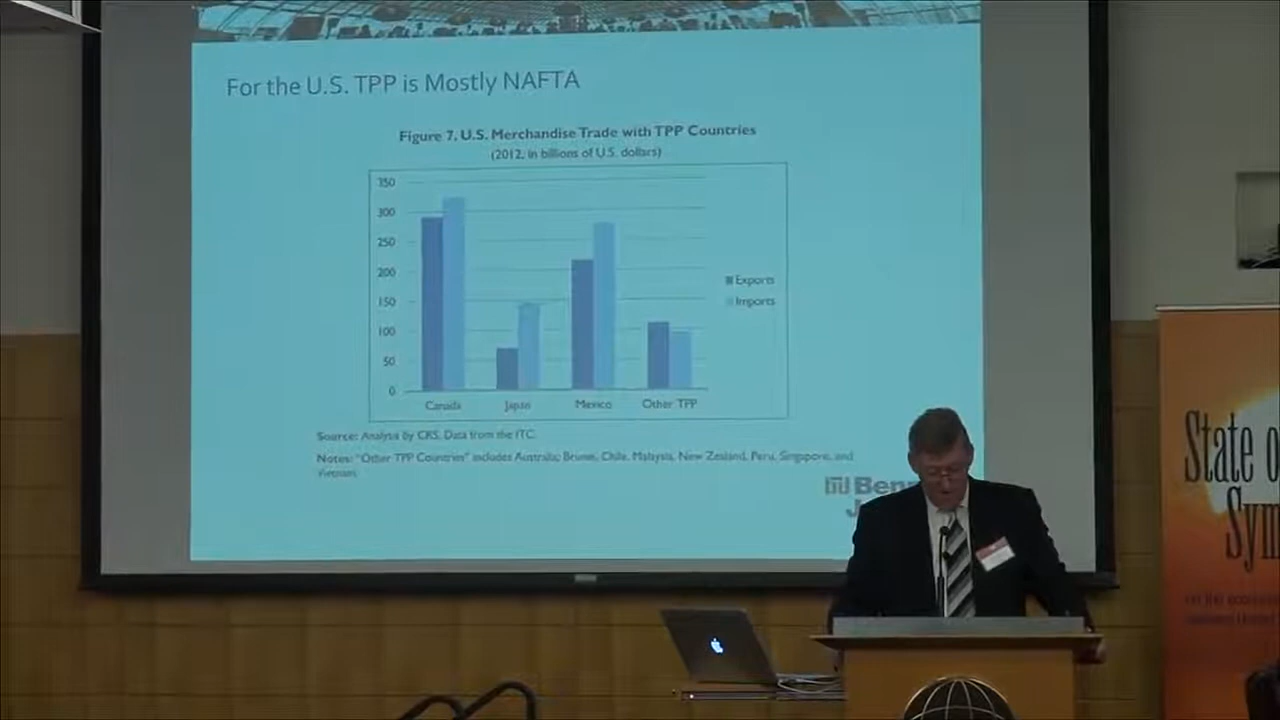 For the U.S. TPP is Mostly NAFTA
Figure 7. U.S. Merchandise Trade with TPP Countries
(2012, in billions of U.S. dollars)
350
300
250
200
150
100
50
0
Exports
Imports
Canada
Japan
Mexico
Other TPP
Source: Analysis by CRS. Data from the ITC.
Notes: "Other TPP Countries" includes Australia, Brunei, Chile, Malaysia, New Zealand, Peru, Singapore, and
Vietnam.
State o
Sym